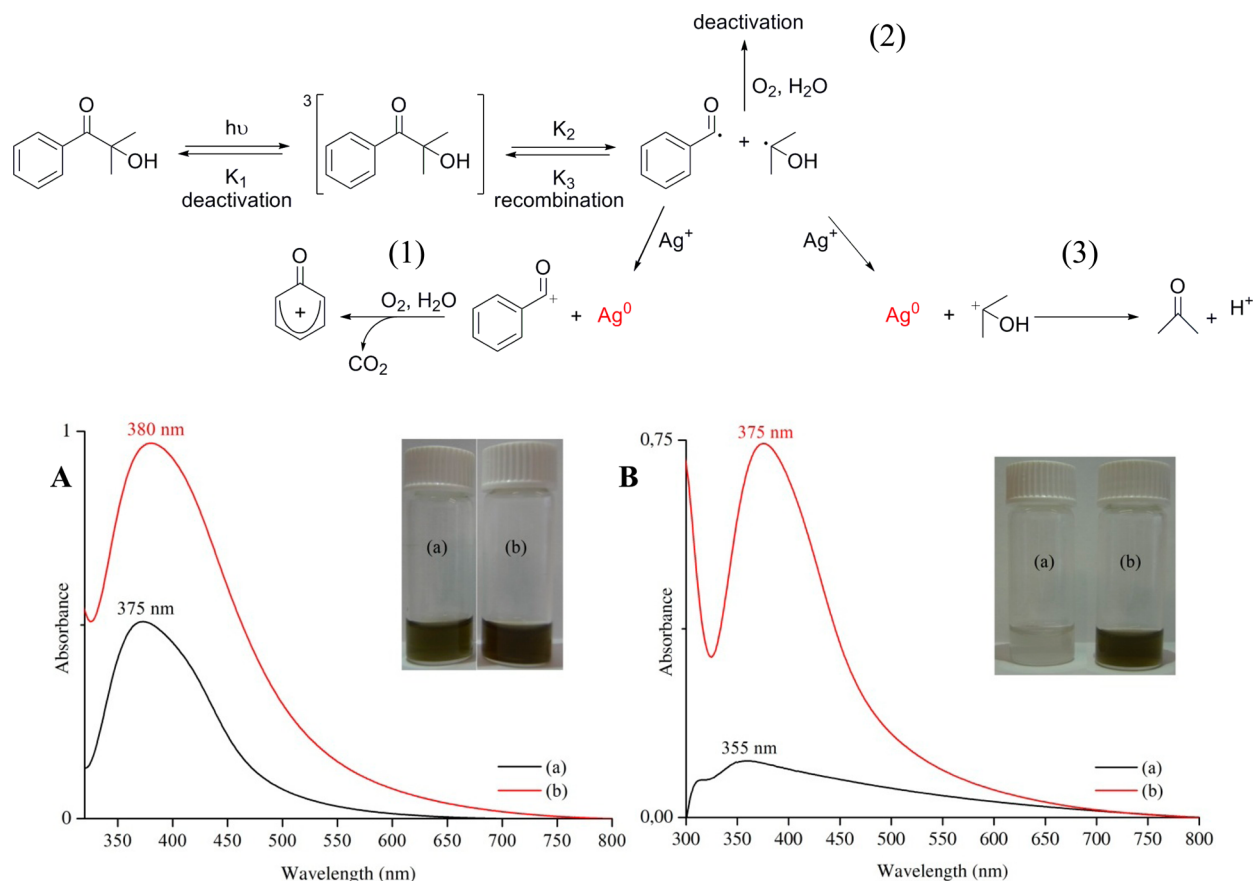 deactivation
(2)
O₂, H₂O
O
OH
hυ
K₁
deactivation
3
O
OH
K₂
K₃
recombination
O
+
OH
Ag⁺
Ag⁺
(1)
(3)
O
+
O₂, H₂O
CO₂
O
+
+
Ag⁰
Ag⁰
+
+
OH
O
+
H⁺
A
1
0
Absorbance
380 nm
375 nm
(a)
(b)
(a)
(b)
350
400
450
500
550
600
650
700
750
800
Wavelength (nm)
B
0,75
0,00
Absorbance
375 nm
355 nm
(a)
(b)
(a)
(b)
300
350
400
450
500
550
600
650
700
750
800
Wavelength (nm)